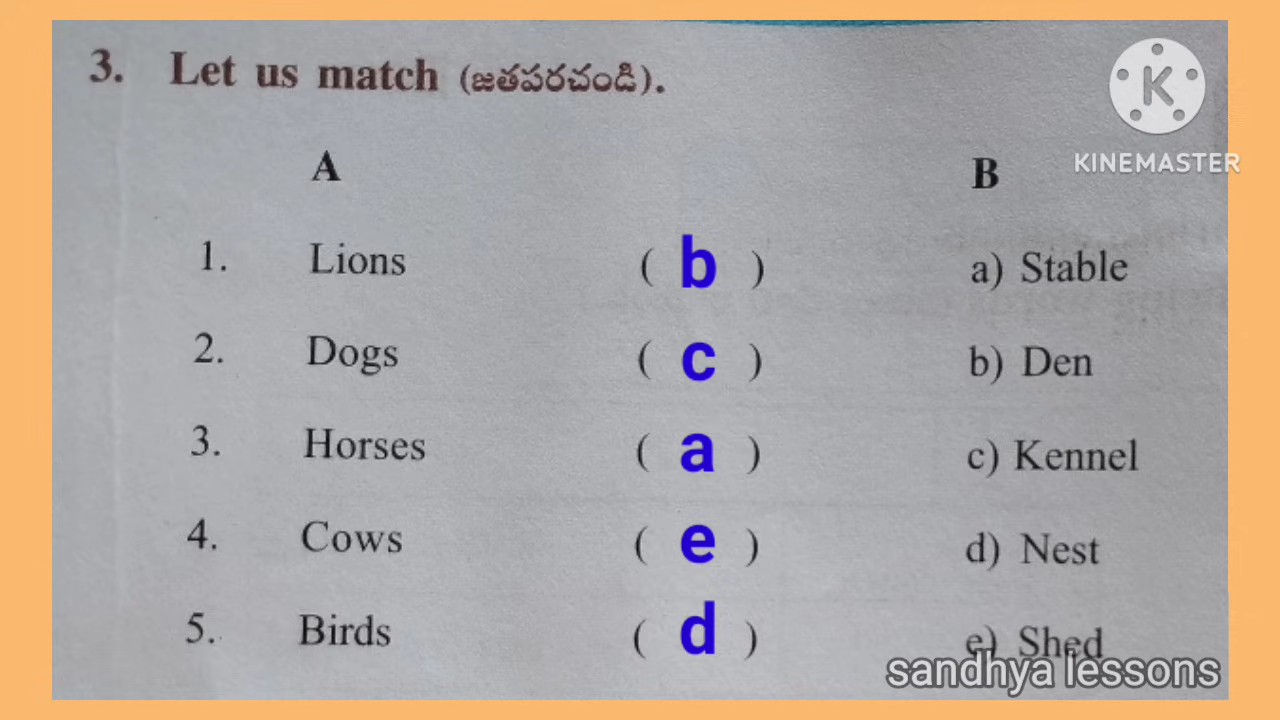 3. Let us match (జతపరచండి).
K
KINEMASTER
A B
1. Lions ( b ) a) Stable
2. Dogs ( c ) b) Den
3. Horses ( a ) c) Kennel
4. Cows ( e ) d) Nest
5. Birds ( d ) e) Shed
sandhya lessons